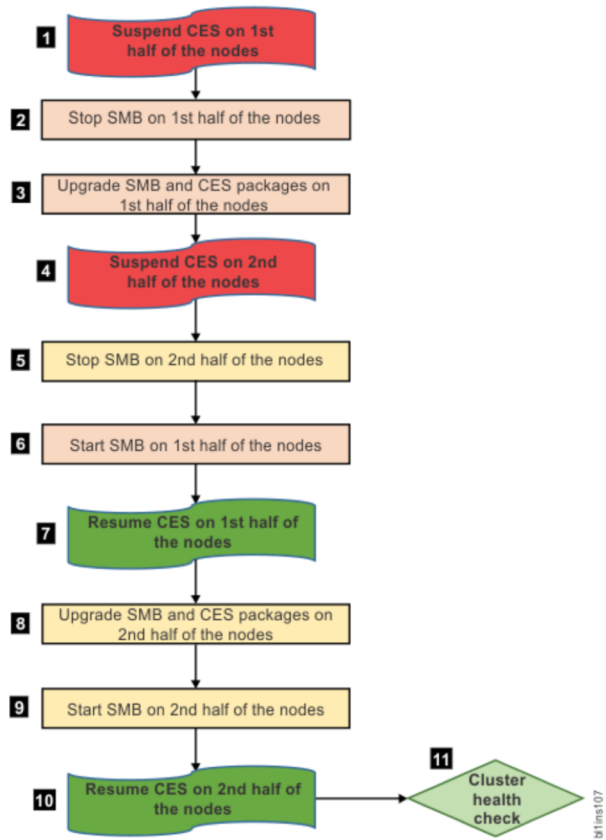 1
Suspend CES on 1st
half of the nodes
2
Stop SMB on 1st half of the nodes
3
Upgrade SMB and CES packages on
1st half of the nodes
4
Suspend CES on 2nd
half of the nodes
5
Stop SMB on 2nd half of the nodes
6
Start SMB on 1st half of the nodes
7
Resume CES on 1st half of
the nodes
8
Upgrade SMB and CES packages on
2nd half of the nodes
9
Start SMB on 2nd half of the nodes
10
Resume CES on 2nd half of
the nodes
11
Cluster
health
check
bl1ins107